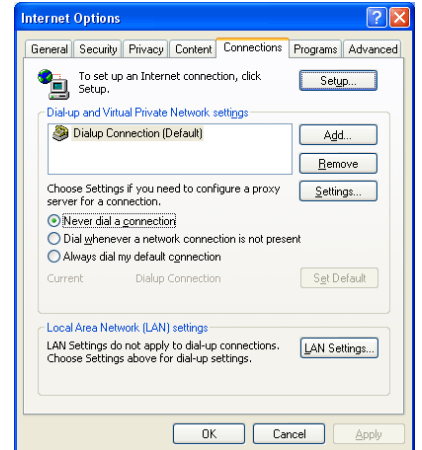 Internet Options
General Security Privacy Content Connections Programs Advanced
To set up an Internet connection, click
Setup.
Setup...
Dial-up and Virtual Private Network settings
Dialup Connection (Default)
Add...
Remove
Choose Settings if you need to configure a proxy
server for a connection.
Settings...
Never dial a connection
Dial whenever a network connection is not present
Always dial my default connection
Current Dialup Connection Set Default
Local Area Network (LAN) settings
LAN Settings do not apply to dial-up connections.
Choose Settings above for dial-up settings.
LAN Settings...
OK Cancel Apply